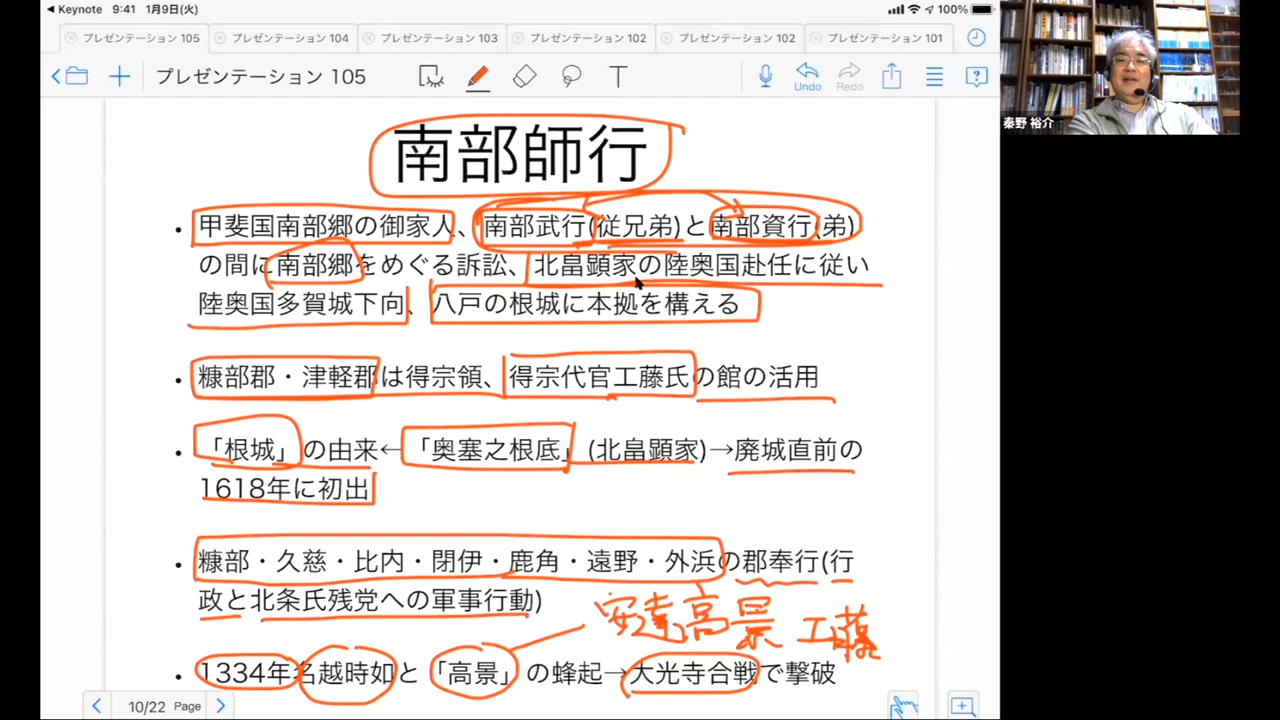 Keynote 9:41 1月9日(火)
100%
プレゼンテーション 105
プレゼンテーション 104
プレゼンテーション 103
プレゼンテーション 102
プレゼンテーション 102
プレゼンテーション 101
プレゼンテーション 105
T
Undo
Redo
秦野 裕介
南部師行
・甲斐国南部郷の御家人、南部武行(従兄弟)と南部資行(弟)
の間に南部郷をめぐる訴訟、北畠顕家の陸奥国赴任に従い
陸奥国多賀城下向、八戸の根城に本拠を構える
・糠部郡・津軽郡は得宗領、得宗代官工藤氏の館の活用
・「根城」の由来←「奥塞之根底」(北畠顕家)→廃城直前の
1618年に初出
・糠部・久慈・比内・閉伊・鹿角・遠野・外浜の郡奉行(行
政と北条氏残党への軍事行動)
安達高景 工藤
・1334年名越時如と「高景」の蜂起→大光寺合戦で撃破
10/22 Page